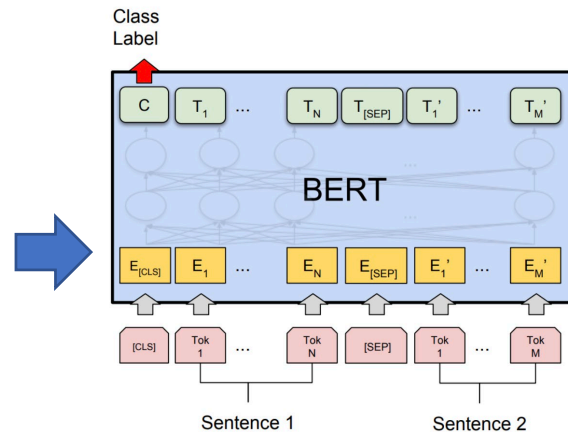 Class
Label
C T1 ... TN T[SEP] T1' ... TM'
...
BERT
...
E[CLS] E1 ... EN E[SEP] E1' ... EM'
[CLS] Tok 1 ... Tok N [SEP] Tok 1 ... Tok M
Sentence 1 Sentence 2